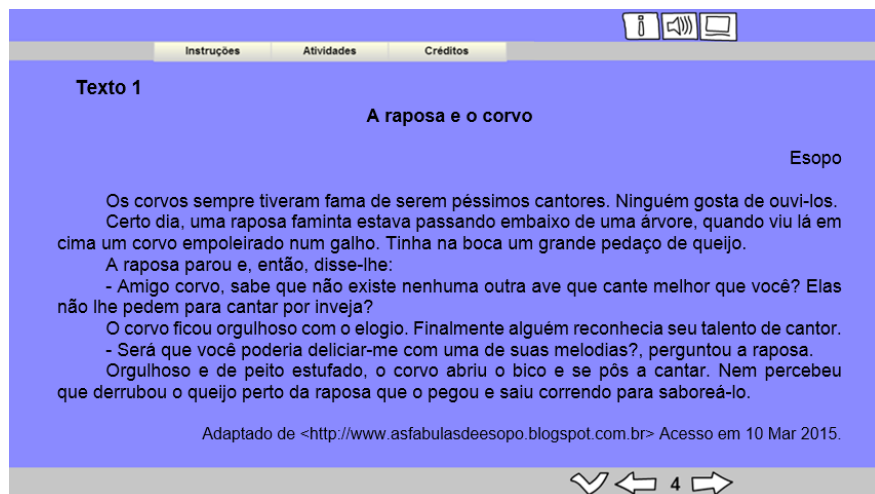 Instruções Atividades Créditos
Texto 1
A raposa e o corvo
Esopo
Os corvos sempre tiveram fama de serem péssimos cantores. Ninguém gosta de ouvi-los.
Certo dia, uma raposa faminta estava passando embaixo de uma árvore, quando viu lá em
cima um corvo empoleirado num galho. Tinha na boca um grande pedaço de queijo.
A raposa parou e, então, disse-lhe:
- Amigo corvo, sabe que não existe nenhuma outra ave que cante melhor que você? Elas
não lhe pedem para cantar por inveja?
O corvo ficou orgulhoso com o elogio. Finalmente alguém reconhecia seu talento de cantor.
- Será que você poderia deliciar-me com uma de suas melodias?, perguntou a raposa.
Orgulhoso e de peito estufado, o corvo abriu o bico e se pôs a cantar. Nem percebeu
que derrubou o queijo perto da raposa que o pegou e saiu correndo para saboreá-lo.
Adaptado de <http://www.asfabulasdeesopo.blogspot.com.br> Acesso em 10 Mar 2015.
4